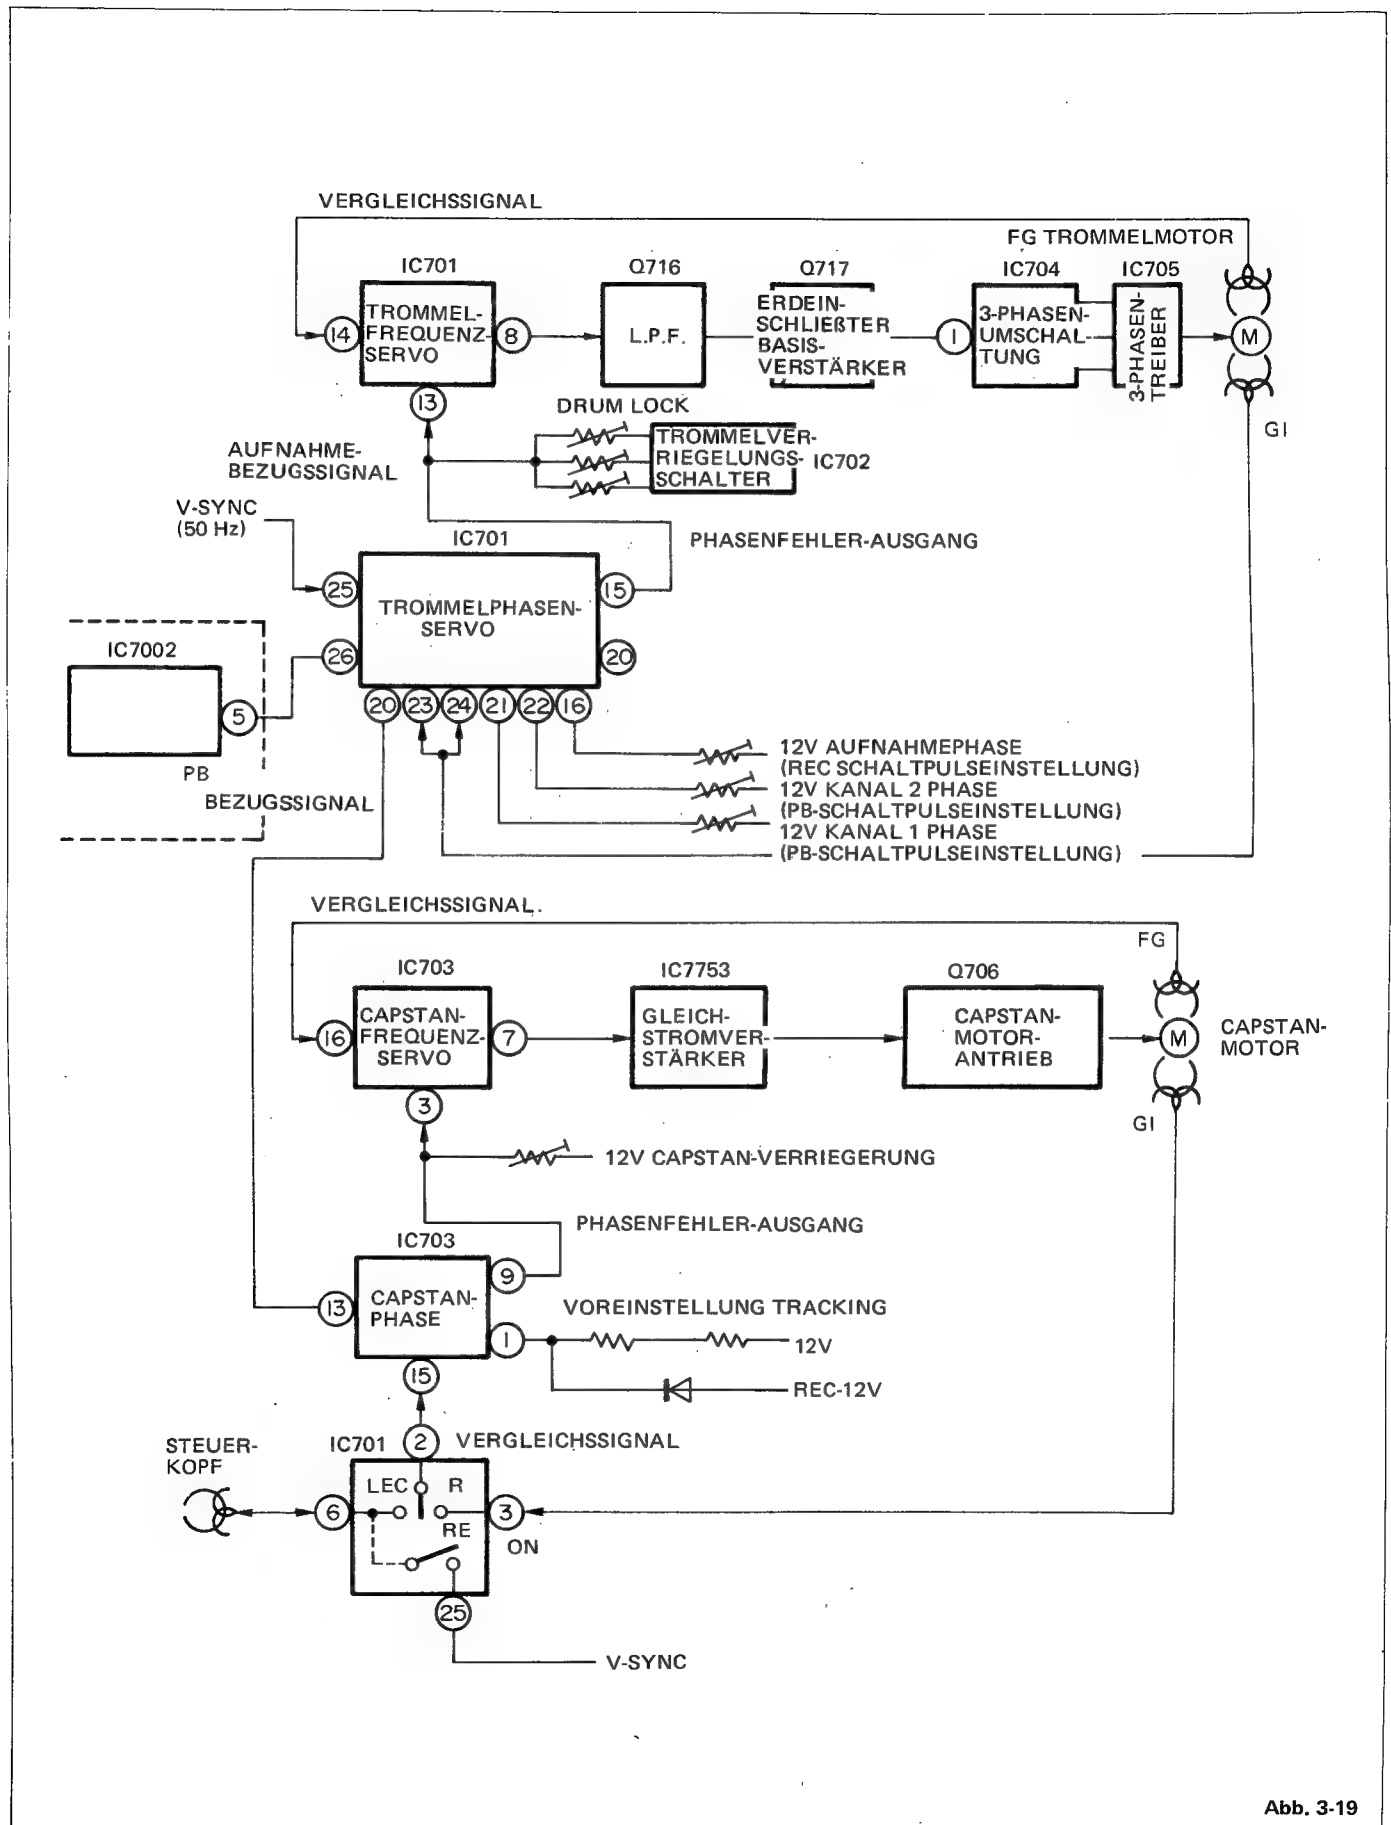 VERGLEICHSSIGNAL
FG TROMMELMOTOR
IC701
Q716
Q717
IC704
IC705
TROMMEL-
FREQUENZ-
SERVO
14
8
13
L.P.F.
ERDEIN-
SCHLIEßTER
BASIS-
VERSTÄRKER
1
3-PHASEN-
UMSCHAL-
TUNG
3-PHASEN-
TREIBER
M
GI
DRUM LOCK
TROMMELVER-
RIEGELUNGS-
SCHALTER
IC702
AUFNAHME-
BEZUGSSIGNAL
V-SYNC
(50 Hz)
IC701
PHASENFEHLER-AUSGANG
25
15
TROMMELPHASEN-
SERVO
26
20
IC7002
5
PB
20
23
24
21
22
16
BEZUGSSIGNAL
12V AUFNAHMEPHASE
(REC SCHALTPULSEINSTELLUNG)
12V KANAL 2 PHASE
(PB-SCHALTPULSEINSTELLUNG)
12V KANAL 1 PHASE
(PB-SCHALTPULSEINSTELLUNG)
VERGLEICHSSIGNAL.
FG
IC703
IC7753
Q706
16
CAPSTAN-
FREQUENZ-
SERVO
7
3
GLEICH-
STROMVER-
STÄRKER
CAPSTAN-
MOTOR-
ANTRIEB
M
CAPSTAN-
MOTOR
GI
12V CAPSTAN-VERRIEGERUNG
PHASENFEHLER-AUSGANG
IC703
9
13
CAPSTAN-
PHASE
1
15
VOREINSTELLUNG TRACKING
12V
REC-12V
STEUER-
KOPF
IC701
2
VERGLEICHSSIGNAL
LEC
R
6
3
RE
ON
25
V-SYNC
Abb. 3-19